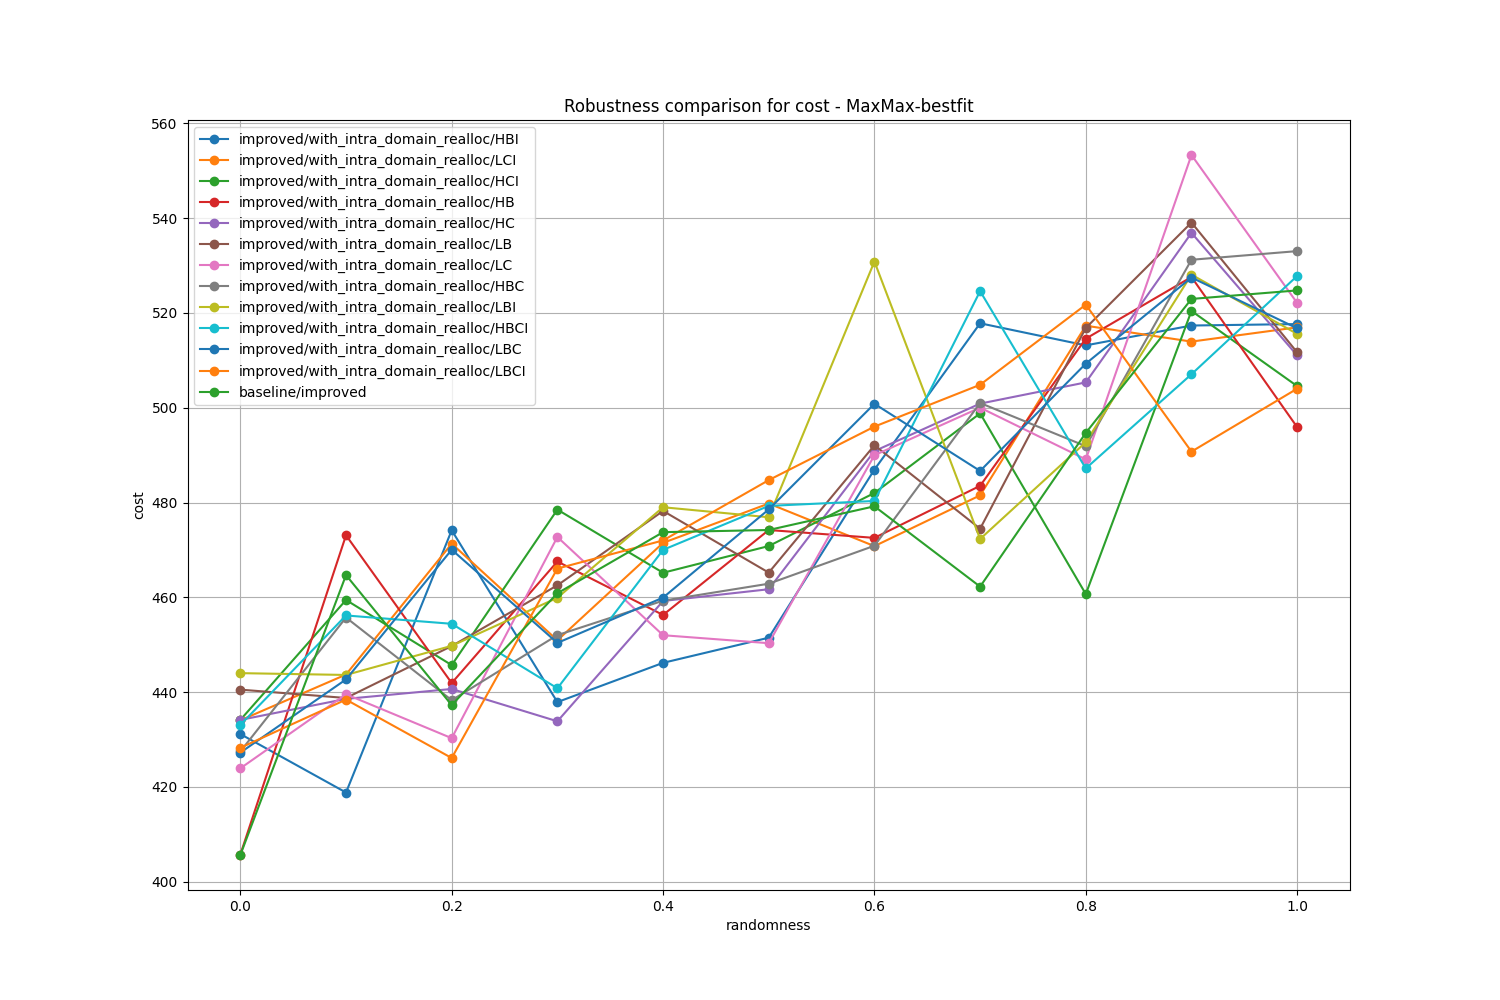 Robustness comparison for cost - MaxMax-bestfit
560
540
520
500
480
460
440
420
400
cost
improved/with_intra_domain_realloc/HBI
improved/with_intra_domain_realloc/LCI
improved/with_intra_domain_realloc/HCI
improved/with_intra_domain_realloc/HB
improved/with_intra_domain_realloc/HC
improved/with_intra_domain_realloc/LB
improved/with_intra_domain_realloc/LC
improved/with_intra_domain_realloc/HBC
improved/with_intra_domain_realloc/LBI
improved/with_intra_domain_realloc/HBCI
improved/with_intra_domain_realloc/LBC
improved/with_intra_domain_realloc/LBCI
baseline/improved
0.0 0.2 0.4 0.6 0.8 1.0
randomness